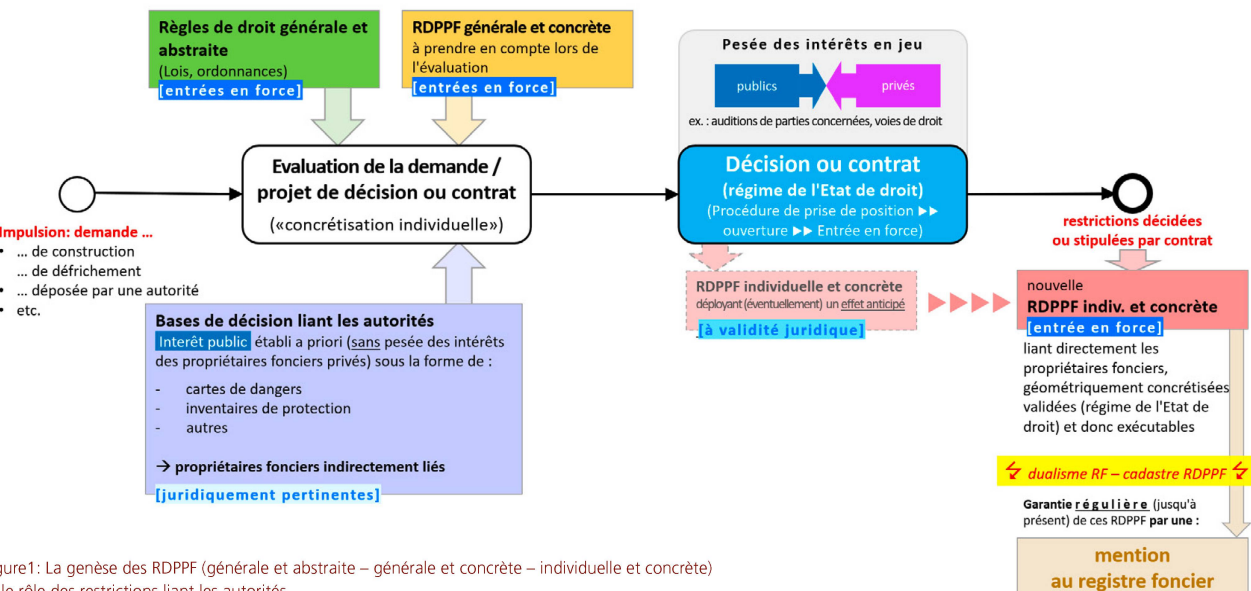 Règles de droit générale et
abstraite
(Lois, ordonnances)
[entrées en force]
RDPPF générale et concrète
à prendre en compte lors de
l'évaluation
[entrées en force]
Pesée des intérêts en jeu
publics
privés
ex. : auditions de parties concernées, voies de droit
Evaluation de la demande /
projet de décision ou contrat
(«concrétisation individuelle»)
Décision ou contrat
(régime de l'Etat de droit)
(Procédure de prise de position ▶▶
ouverture ▶▶ Entrée en force)
Impulsion: demande ...
• ... de construction
... de défrichement
• ... déposée par une autorité
• etc.
restrictions décidées
ou stipulées par contrat
Bases de décision liant les autorités
Interêt public établi a priori (sans pesée des intérêts
des propriétaires fonciers privés) sous la forme de :
- cartes de dangers
- inventaires de protection
- autres
→ propriétaires fonciers indirectement liés
[juridiquement pertinentes]
RDPPF individuelle et concrète
déployant (éventuellement) un effet anticipé
[à validité juridique]
nouvelle
RDPPF indiv. et concrète
[entrée en force]
liant directement les
propriétaires fonciers,
géométriquement concrétisées
validées (régime de l'Etat de
droit) et donc exécutables
dualisme RF – cadastre RDPPF
Garantie régulière (jusqu'à
présent) de ces RDPPF par une :
mention
au registre foncier
gure1: La genèse des RDPPF (générale et abstraite – générale et concrète – individuelle et concrète)
le rôle des restrictions liant les autorités